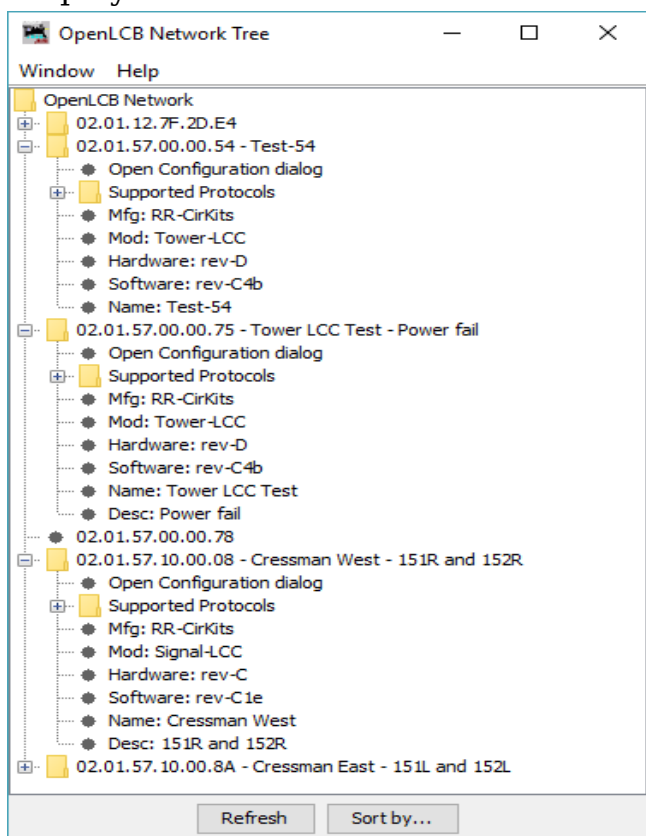 OpenLCB Network Tree
Window Help
OpenLCB Network
02.01.12.7F.2D.E4
02.01.57.00.00.54 - Test-54
Open Configuration dialog
Supported Protocols
Mfg: RR-CirKits
Mod: Tower-LCC
Hardware: rev-D
Software: rev-C4b
Name: Test-54
02.01.57.00.00.75 - Tower LCC Test - Power fail
Open Configuration dialog
Supported Protocols
Mfg: RR-CirKits
Mod: Tower-LCC
Hardware: rev-D
Software: rev-C4b
Name: Tower LCC Test
Desc: Power fail
02.01.57.00.00.78
02.01.57.10.00.08 - Cressman West - 151R and 152R
Open Configuration dialog
Supported Protocols
Mfg: RR-CirKits
Mod: Signal-LCC
Hardware: rev-C
Software: rev-C1e
Name: Cressman West
Desc: 151R and 152R
02.01.57.10.00.8A - Cressman East - 151L and 152L
Refresh Sort by...